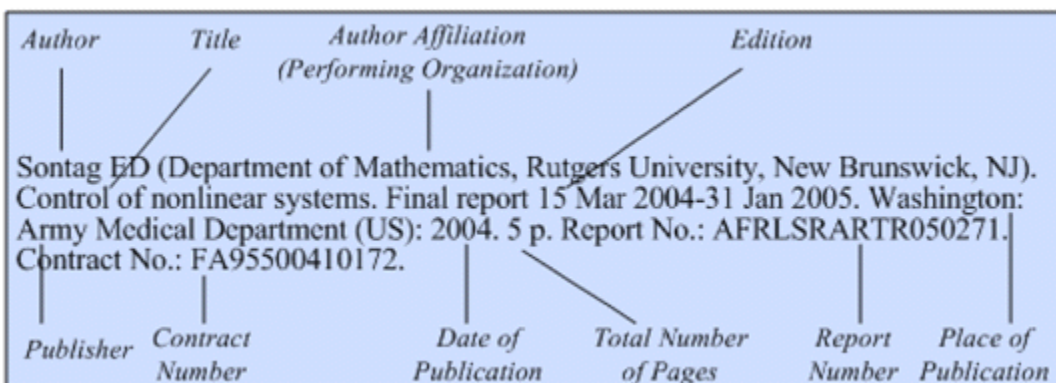 Author Title Author Affiliation Edition
(Performing Organization)
Sontag ED (Department of Mathematics, Rutgers University, New Brunswick, NJ).
Control of nonlinear systems. Final report 15 Mar 2004-31 Jan 2005. Washington:
Army Medical Department (US): 2004. 5 p. Report No.: AFRLSRARTR050271.
Contract No.: FA95500410172.
Publisher Contract Date of Total Number Report Place of
Number Publication of Pages Number Publication